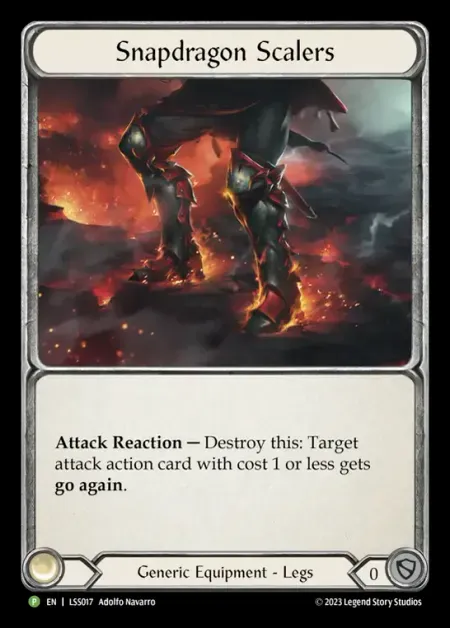 Snapdragon Scalers
Attack Reaction — Destroy this: Target
attack action card with cost 1 or less gets
go again.
Generic Equipment - Legs
0
P EN | LSS017 Adolfo Navarro
© 2023 Legend Story Studios